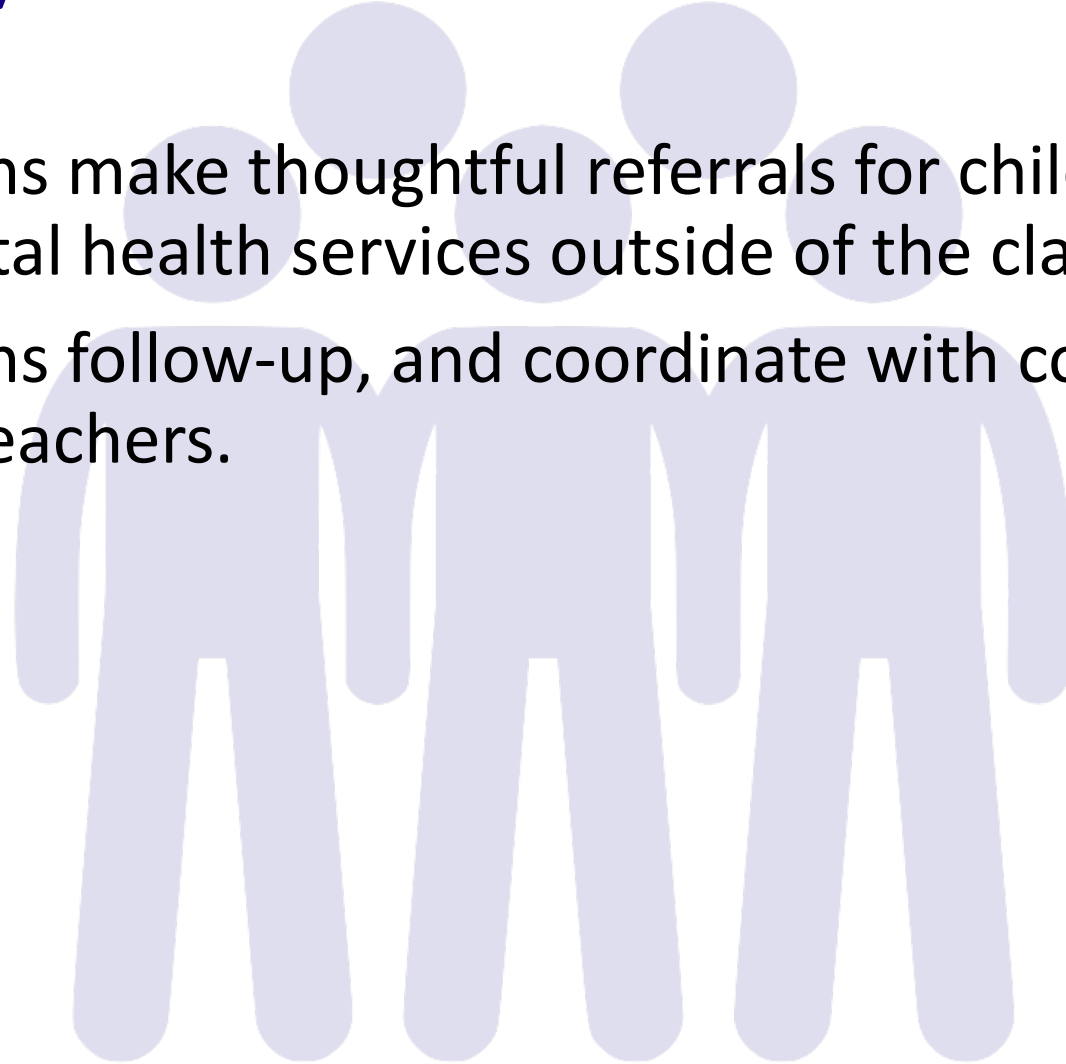 ns make thoughtful referrals for chil
tal health services outside of the cla
ns follow-up, and coordinate with co
eachers.